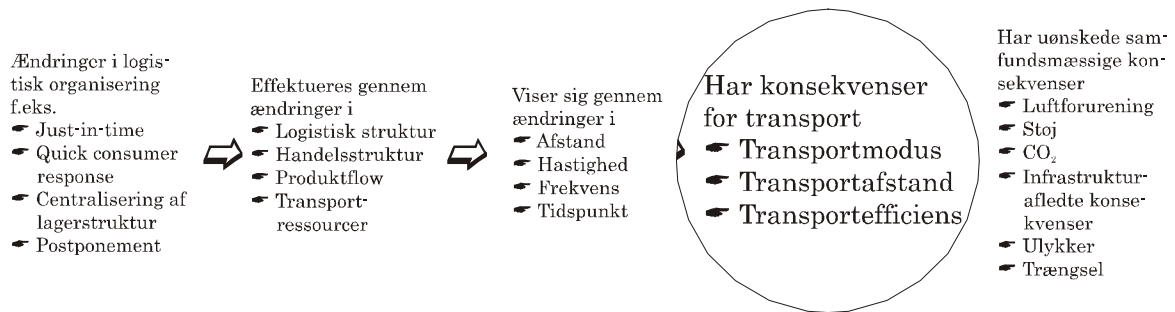 Ændringer i logis-
tisk organisering
f.eks.
Just-in-time
Quick consumer
response
Centralisering af
lagerstruktur
Postponement
Effektueres gennem
ændringer i
Logistisk struktur
Handelsstruktur
Produktflow
Transport-
ressourcer
Viser sig gennem
ændringer i
Afstand
Hastighed
Frekvens
Tidspunkt
Har konsekvenser
for transport
Transportmodus
Transportafstand
Transportefficiens
Har uønskede sam-
fundsmæssige kon-
sekvenser
Luftforurening
Støj
CO₂
Infrastruktur-
afledte konse-
kvenser
Ulykker
Trængsel